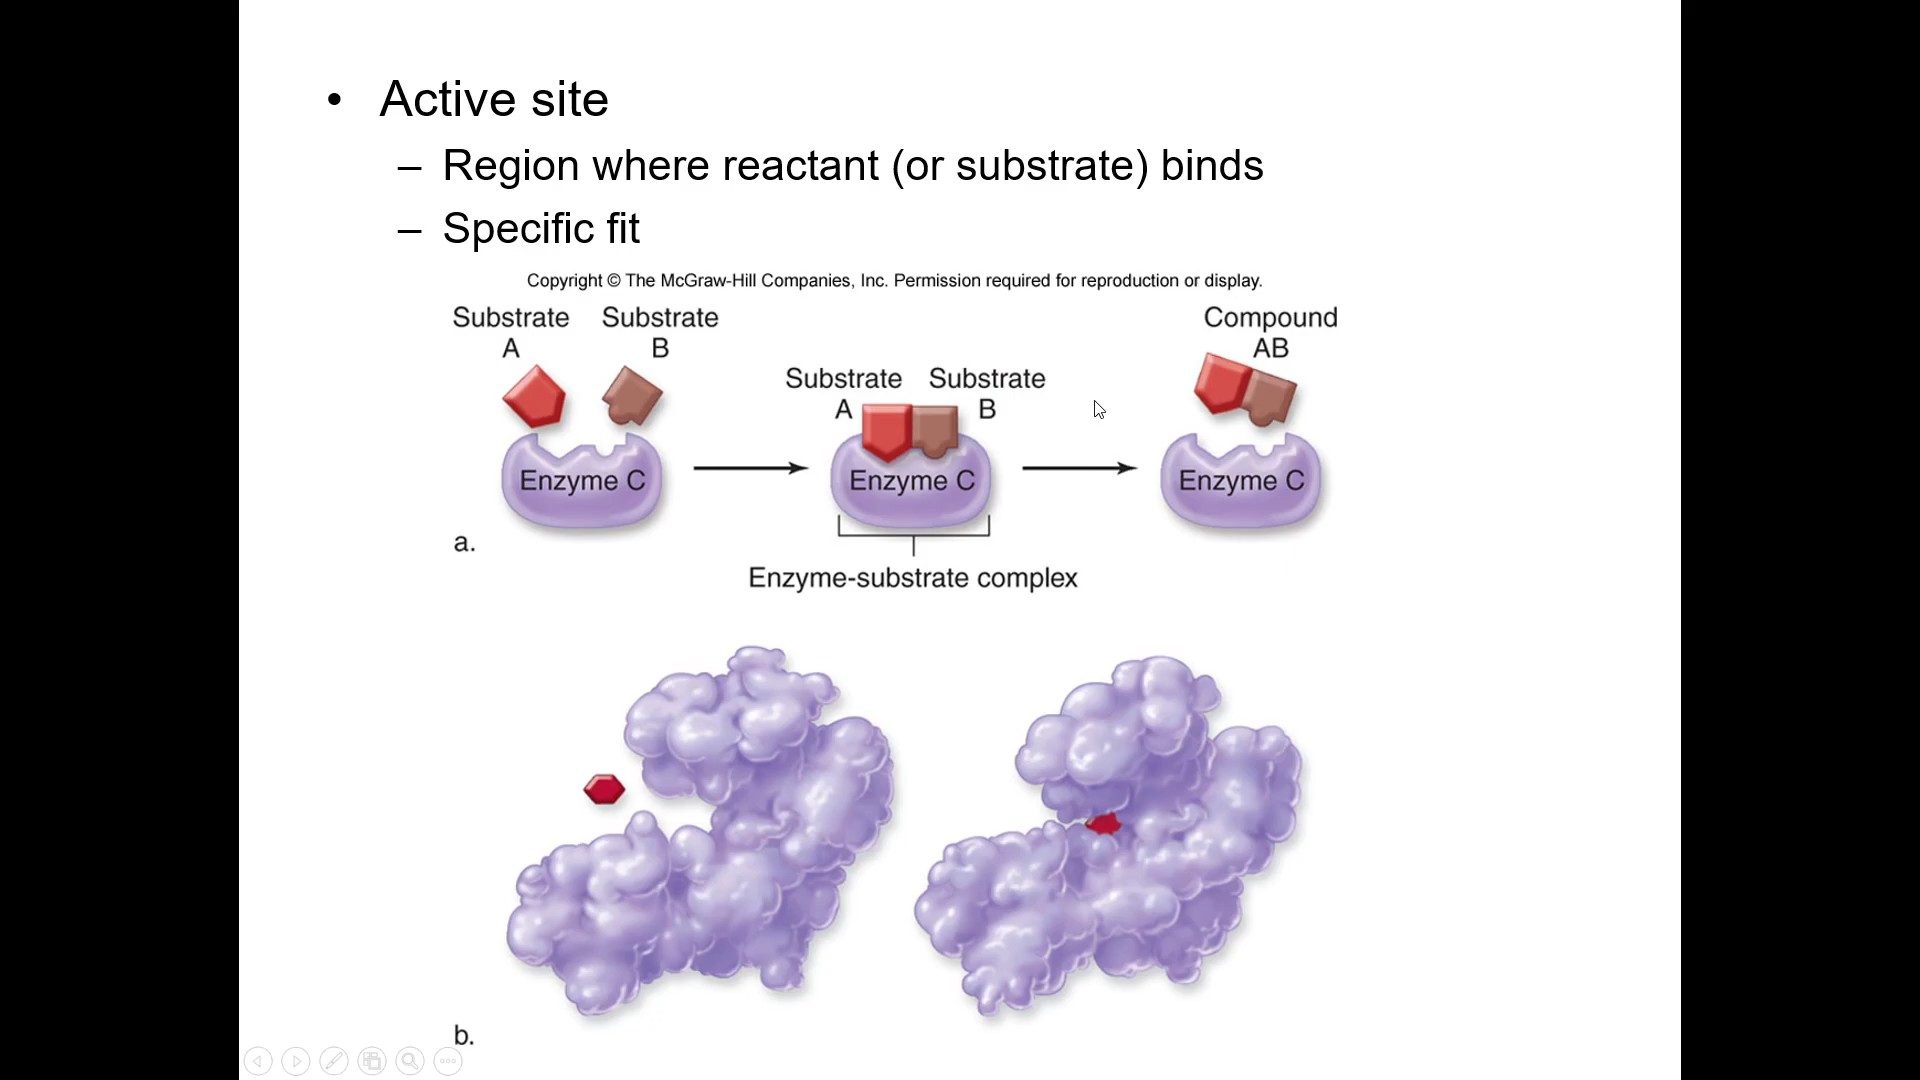 • Active site
– Region where reactant (or substrate) binds
– Specific fit
Copyright © The McGraw-Hill Companies, Inc. Permission required for reproduction or display.
Substrate A
Substrate B
Enzyme C
Substrate A
Substrate B
Enzyme C
Enzyme-substrate complex
Compound AB
Enzyme C
a.
b.